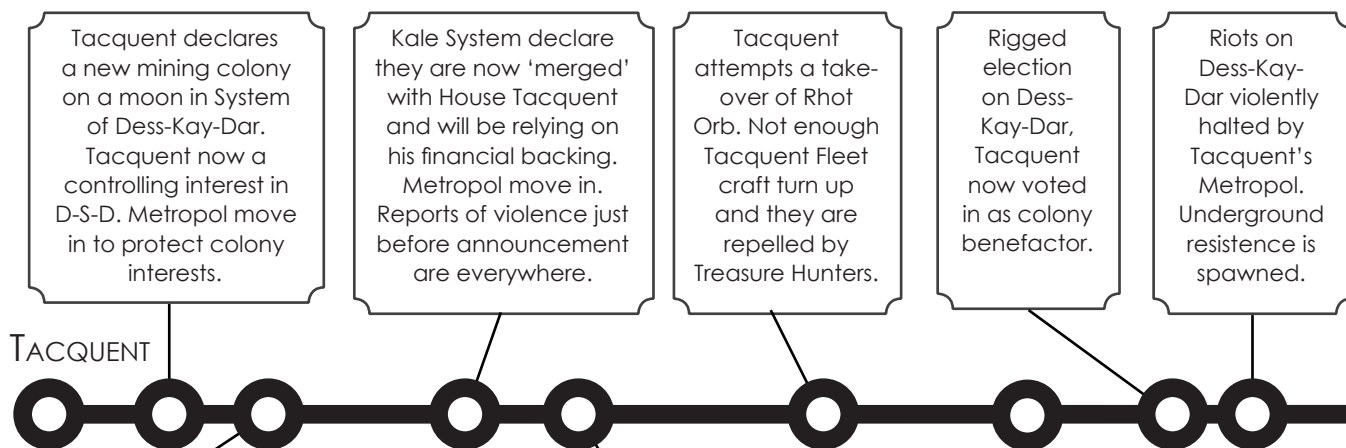 Tacquent declares
a new mining colony
on a moon in System
of Dess-Kay-Dar.
Tacquent now a
controlling interest in
D-S-D. Metropol move
in to protect colony
interests.
Kale System declare
they are now ‘merged’
with House Tacquent
and will be relying on
his financial backing.
Metropol move in.
Reports of violence just
before announcement
are everywhere.
Tacquent
attempts a take-
over of Rhot
Orb. Not enough
Tacquent Fleet
craft turn up
and they are
repelled by
Treasure Hunters.
Rigged
election
on Dess-
Kay-Dar,
Tacquent
now voted
in as colony
benefactor.
Riots on
Dess-Kay-
Dar violently
halted by
Tacquent’s
Metropol.
Underground
resistence is
spawned.
Tacquent